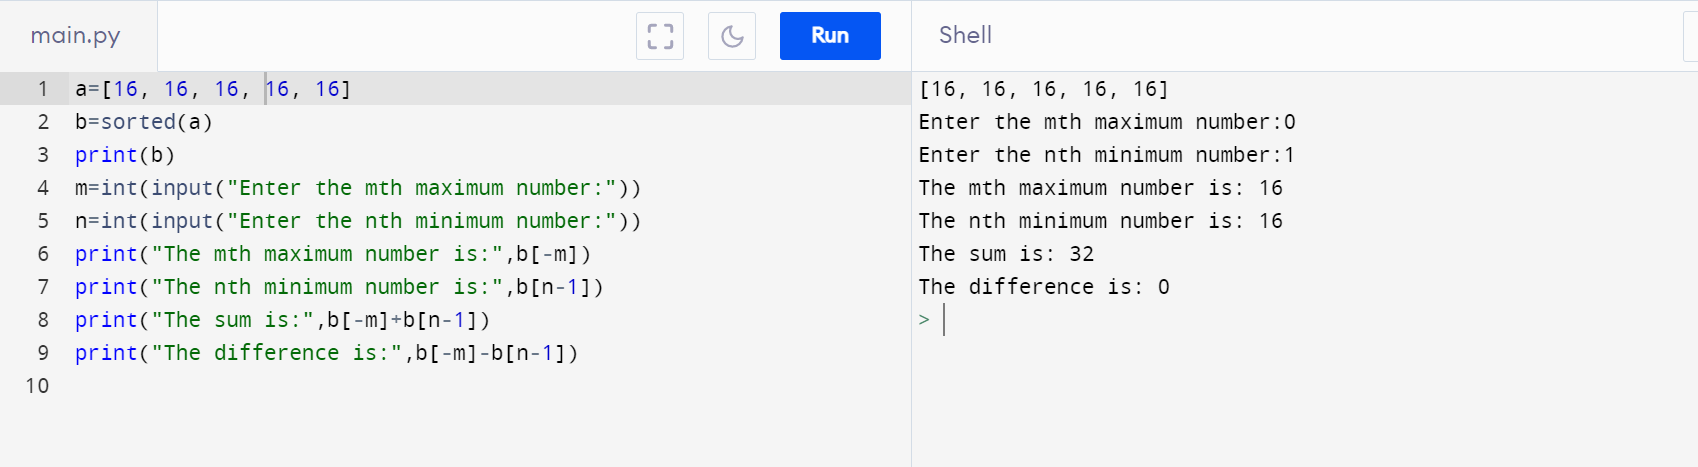 main.py
Run
Shell
1 a=[16, 16, 16, 16, 16]
2 b=sorted(a)
3 print(b)
4 m=int(input("Enter the mth maximum number:"))
5 n=int(input("Enter the nth minimum number:"))
6 print("The mth maximum number is:",b[-m])
7 print("The nth minimum number is:",b[n-1])
8 print("The sum is:",b[-m]+b[n-1])
9 print("The difference is:",b[-m]-b[n-1])
10
[16, 16, 16, 16, 16]
Enter the mth maximum number:0
Enter the nth minimum number:1
The mth maximum number is: 16
The nth minimum number is: 16
The sum is: 32
The difference is: 0
>